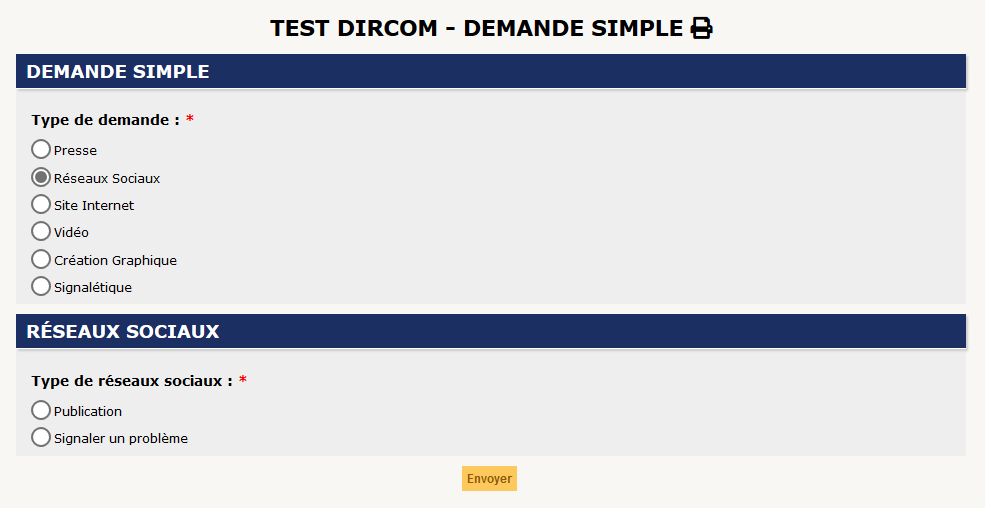 TEST DIRCOM - DEMANDE SIMPLE
DEMANDE SIMPLE
Type de demande : *
Presse
Réseaux Sociaux
Site Internet
Vidéo
Création Graphique
Signalétique
RÉSEAUX SOCIAUX
Type de réseaux sociaux : *
Publication
Signaler un problème
Envoyer